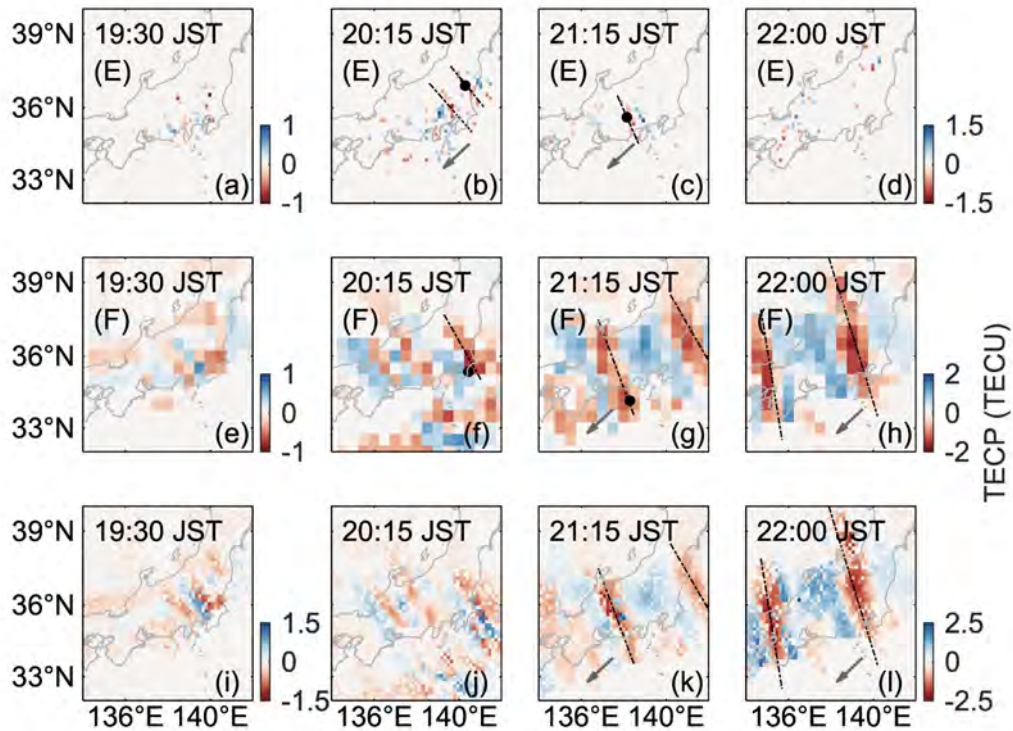 39°N
36°N
33°N
19:30 JST
(E)
(a)
1
0
-1
20:15 JST
(E)
(b)
21:15 JST
(E)
(c)
22:00 JST
(E)
(d)
1.5
0
-1.5
39°N
36°N
33°N
19:30 JST
(F)
(e)
1
0
-1
20:15 JST
(F)
(f)
21:15 JST
(F)
(g)
22:00 JST
(F)
(h)
2
0
-2
TECP (TECU)
39°N
36°N
33°N
19:30 JST
(i)
1.5
0
-1.5
20:15 JST
(j)
21:15 JST
(k)
22:00 JST
(l)
2.5
0
-2.5
136°E 140°E
136°E 140°E
136°E 140°E
136°E 140°E